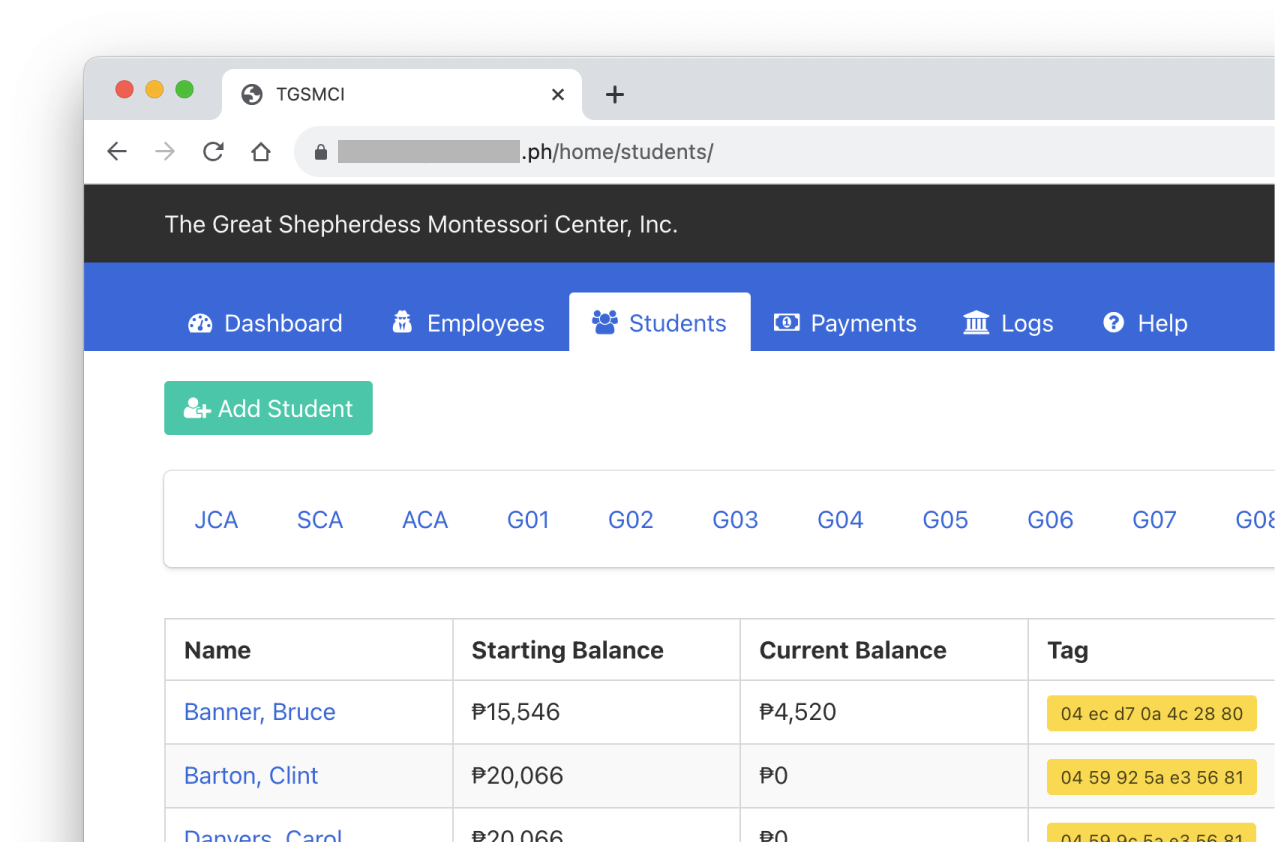 TGSMCI
.ph/home/students/
The Great Shepherdess Montessori Center, Inc.
Dashboard Employees Students Payments Logs Help
Add Student
JCA SCA ACA G01 G02 G03 G04 G05 G06 G07 G08
Name Starting Balance Current Balance Tag
Banner, Bruce ₱15,546 ₱4,520 04 ec d7 0a 4c 28 80
Barton, Clint ₱20,066 ₱0 04 59 92 5a e3 56 81
Danvers, Carol ₱20,066 ₱0 04 59 9c 5a e3 56 81